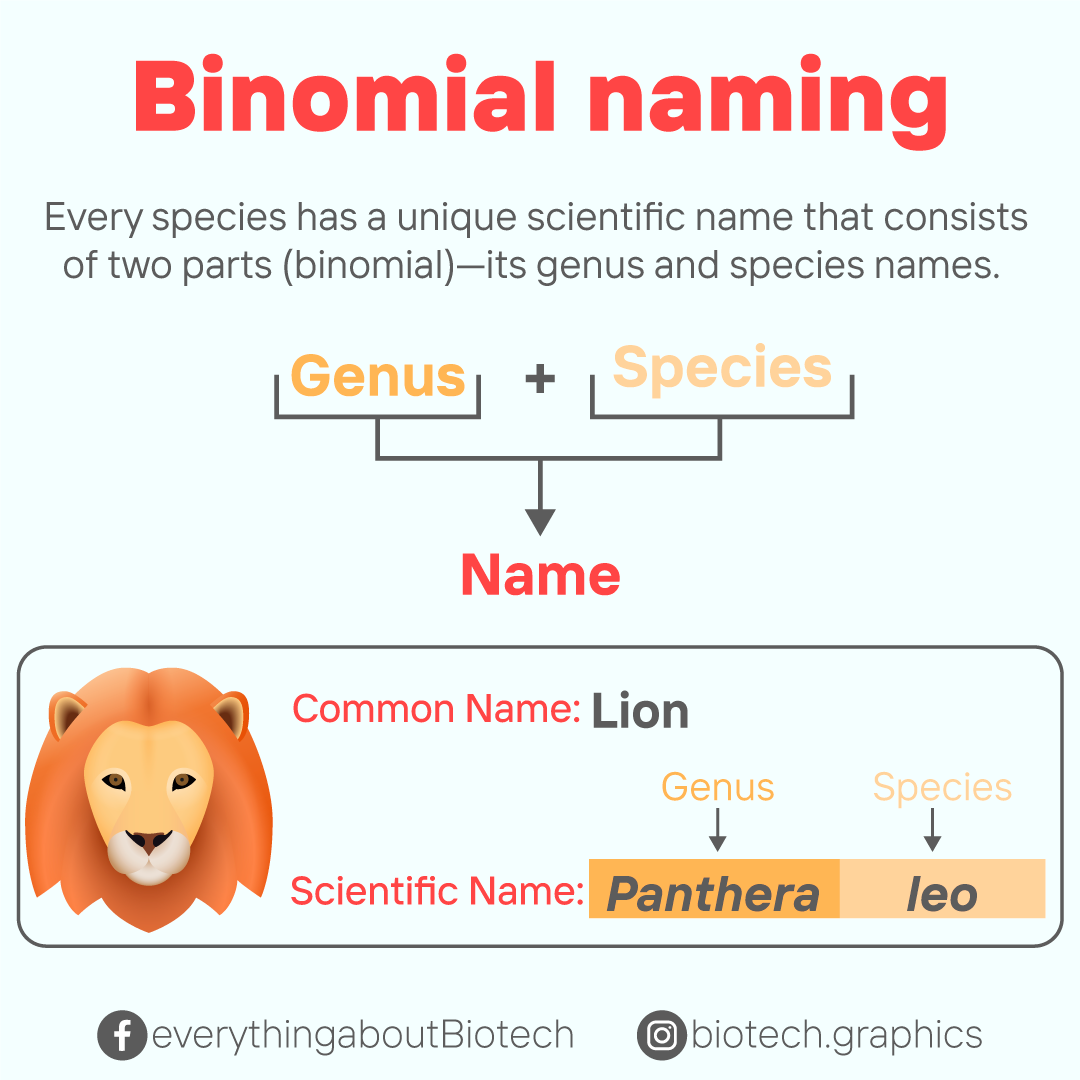 Binomial naming
Every species has a unique scientific name that consists
of two parts (binomial)—its genus and species names.
Genus + Species
Name
Common Name: Lion
Genus Species
Scientific Name: Panthera leo
everythingaboutBiotech biotech.graphics